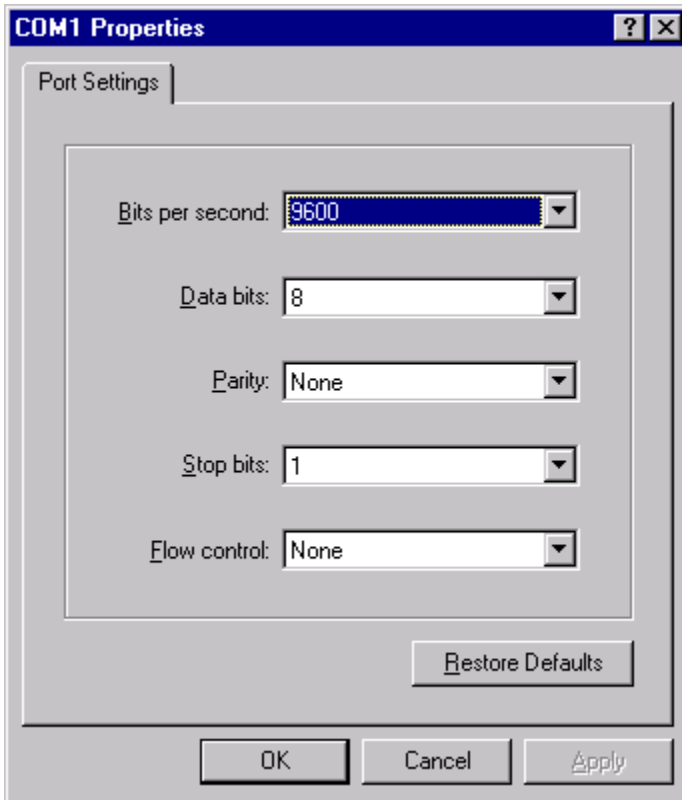 COM1 Properties
Port Settings
Bits per second: 9600
Data bits: 8
Parity: None
Stop bits: 1
Flow control: None
Restore Defaults
OK Cancel Apply